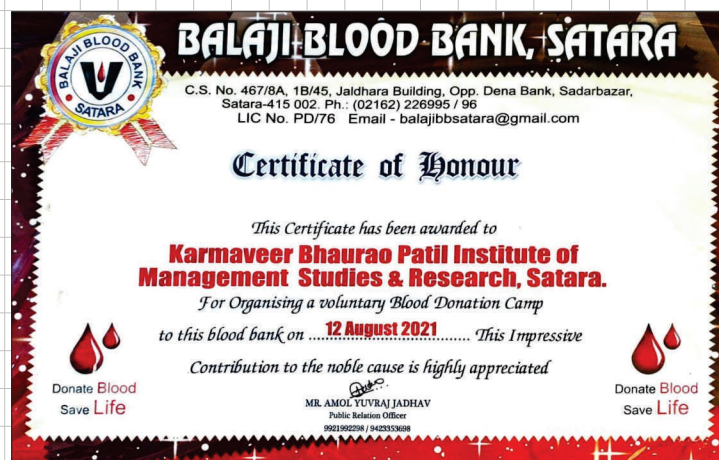 BALAJI BLOOD BANK
V
SATARA
BALAJI BLOOD BANK, SATARA
C.S. No. 467/8A, 1B/45, Jaldhara Building, Opp. Dena Bank, Sadarbazar,
Satara-415 002. Ph.: (02162) 226995 / 96
LIC No. PD/76 Email - balajibbsatara@gmail.com
Certificate of Honour
This Certificate has been awarded to
Karmaveer Bhaurao Patil Institute of
Management Studies & Research, Satara.
For Organising a voluntary Blood Donation Camp
to this blood bank on ....12 August 2021........ This Impressive
Contribution to the noble cause is highly appreciated
MR. AMOL YUVRAJ JADHAV
Public Relation Officer
9921992298 / 9423353698
Donate Blood
Save Life
Donate Blood
Save Life